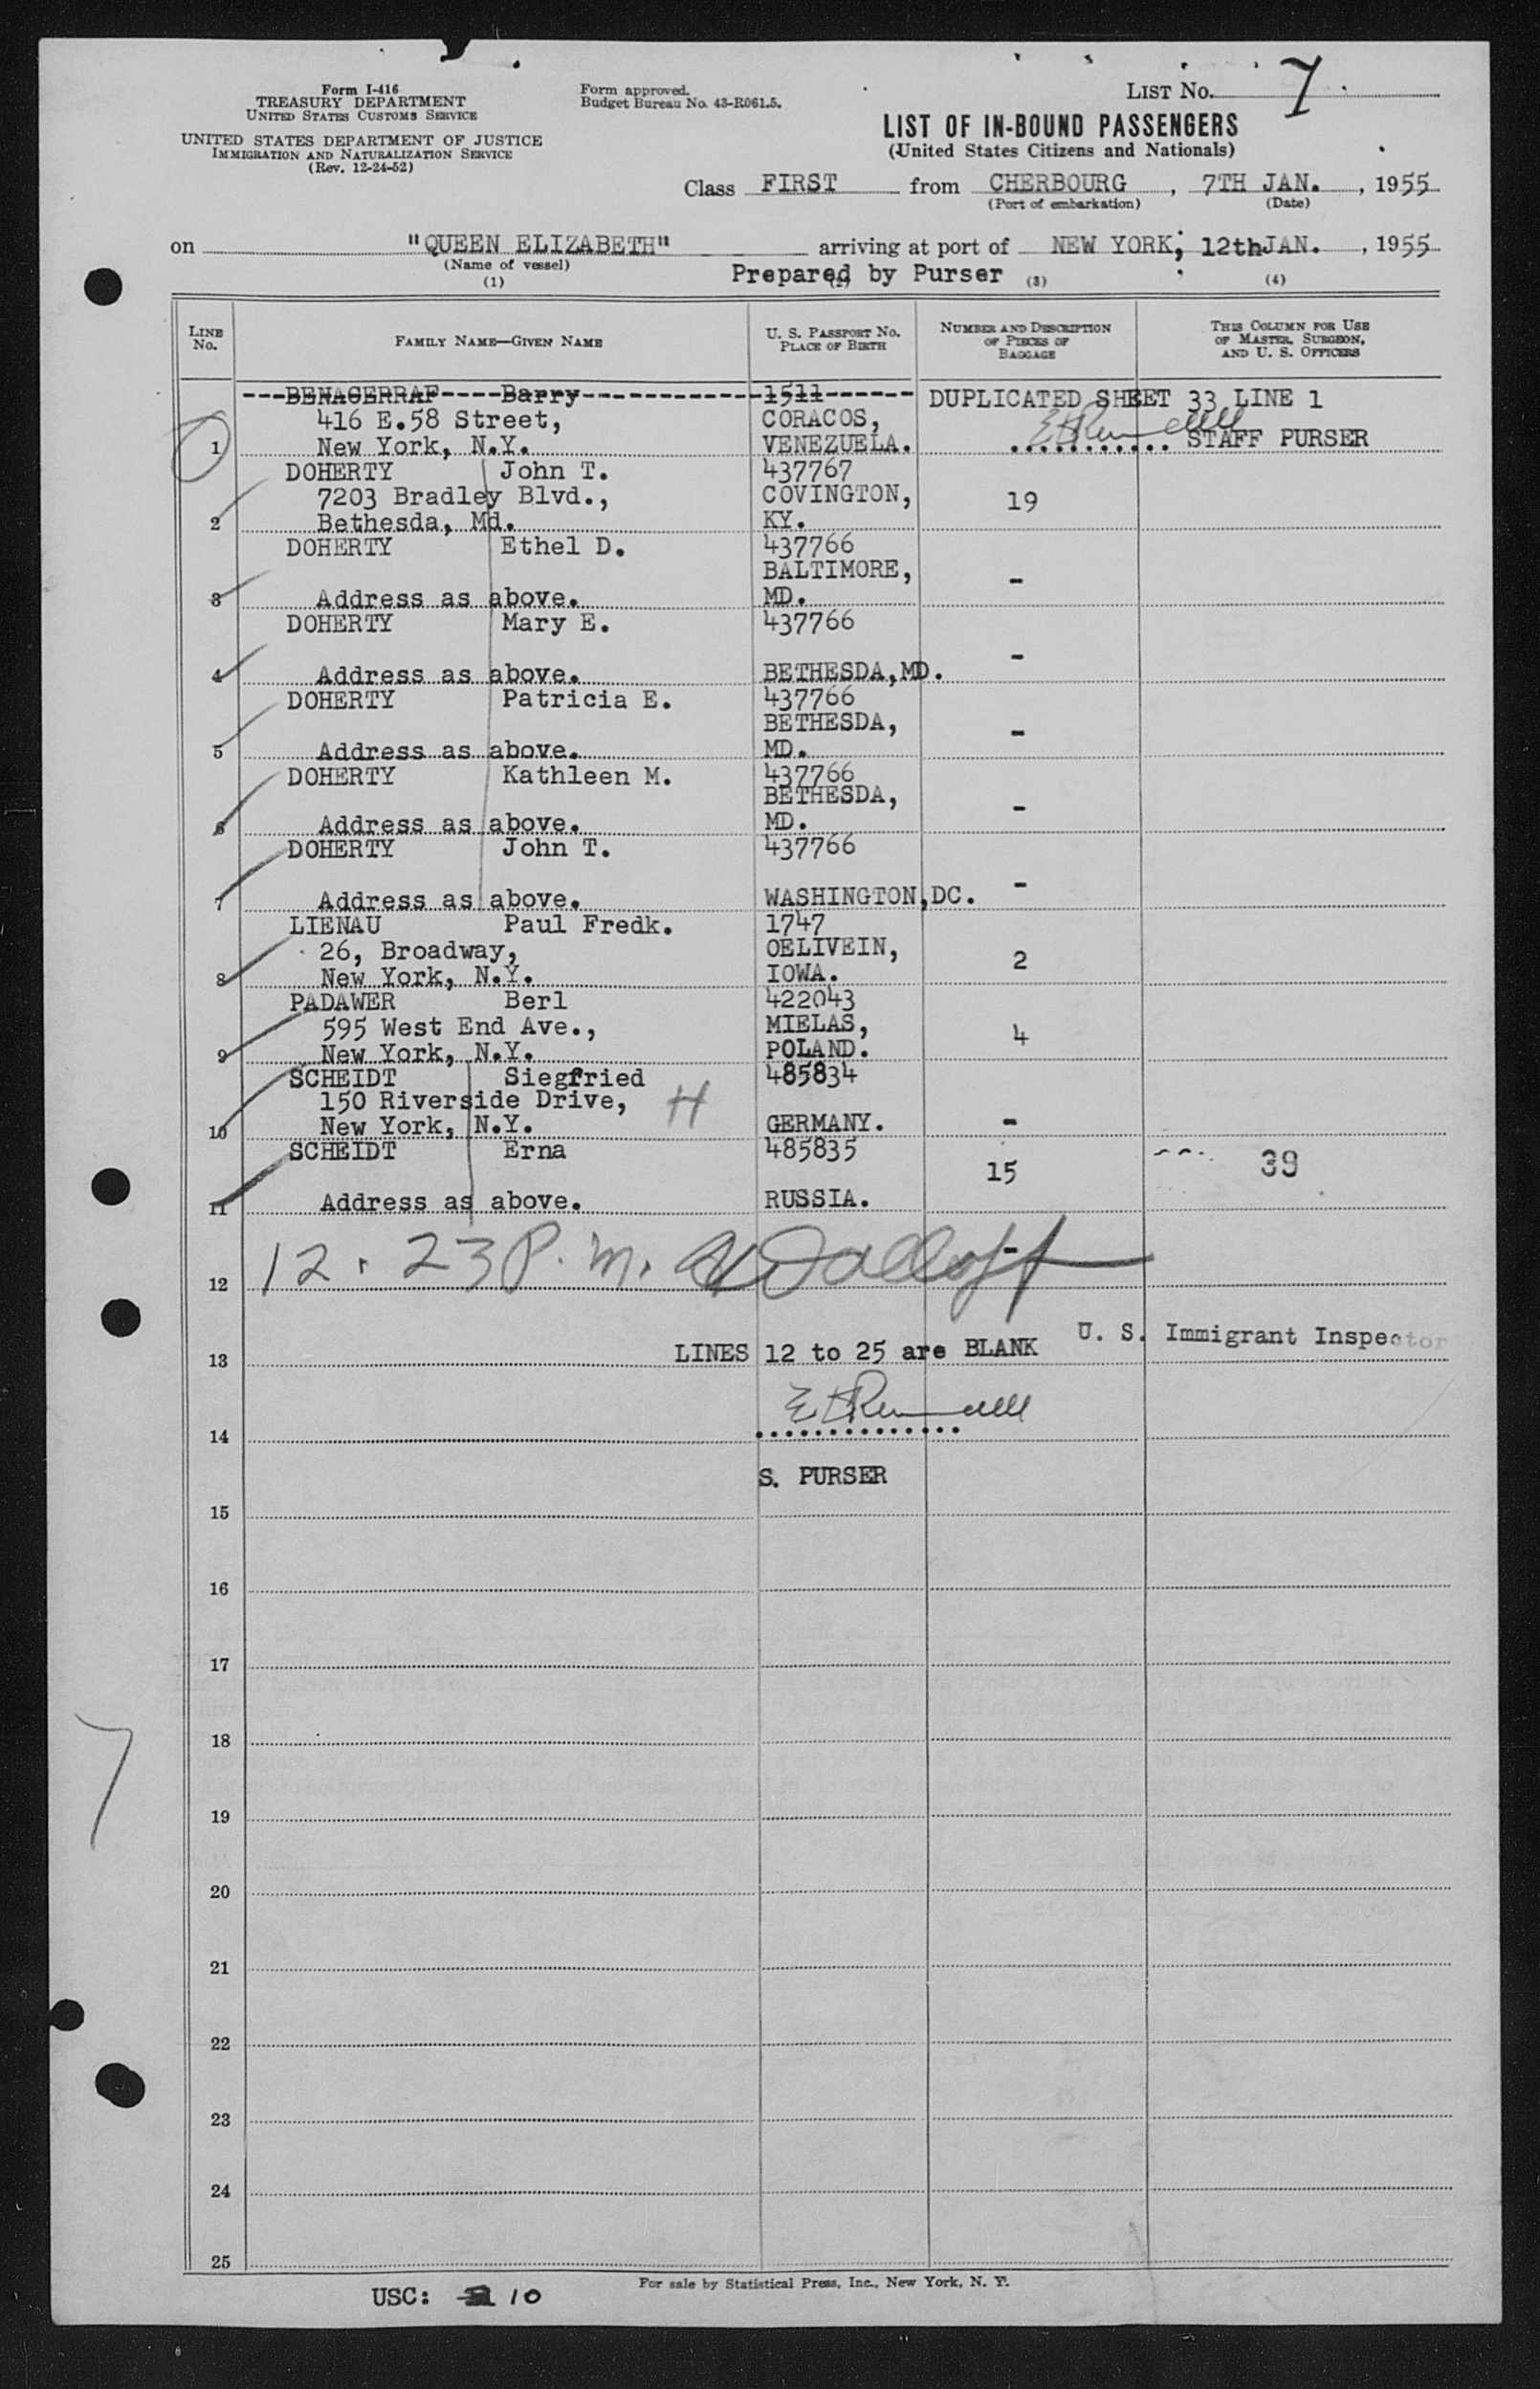 Form I-416
TREASURY DEPARTMENT
UNITED STATES CUSTOMS SERVICE
UNITED STATES DEPARTMENT OF JUSTICE
IMMIGRATION AND NATURALIZATION SERVICE
(Rev. 12-24-52)
Form approved.
Budget Bureau No. 43-R061.5.
LIST No. 7
LIST OF IN-BOUND PASSENGERS
(United States Citizens and Nationals)
Class FIRST from CHERBOURG, 7TH JAN., 1955
(Port of embarkation) (Date)
on "QUEEN ELIZABETH" arriving at port of NEW YORK, 12th JAN., 1955
(Name of vessel)
Prepared by Purser
(1) (2) (3) (4)
LINE No. FAMILY NAME—GIVEN NAME U. S. PASSPORT No. PLACE OF BIRTH NUMBER AND DESCRIPTION OF PIECES OF BAGGAGE THIS COLUMN FOR USE OF MASTER, SURGEON, AND U. S. OFFICERS
---BENACERRAF----Barry------------1511------ DUPLICATED SHEET 33 LINE 1
416 E.58 Street, CORACOS,
1 New York, N.Y. VENEZUELA. ........... STAFF PURSER
DOHERTY John T. 437767
7203 Bradley Blvd., COVINGTON, 19
2 Bethesda, Md. KY.
DOHERTY Ethel D. 437766
BALTIMORE, -
3 Address as above. MD.
DOHERTY Mary E. 437766
-
4 Address as above. BETHESDA, MD.
DOHERTY Patricia E. 437766
BETHESDA, -
5 Address as above. MD.
DOHERTY Kathleen M. 437766
BETHESDA, -
6 Address as above. MD.
DOHERTY John T. 437766
-
7 Address as above. WASHINGTON, DC.
LIENAU Paul Fredk. 1747
26, Broadway, OELIVEIN, 2
8 New York, N.Y. IOWA.
PADAWER Berl 422043
595 West End Ave., MIELAS, 4
9 New York, N.Y. POLAND.
SCHEIDT Siegfried 485834
150 Riverside Drive, H
10 New York, N.Y. GERMANY. -
SCHEIDT Erna 485835
15 39
11 Address as above. RUSSIA.
-
12 12.23 P.m.
U. S. Immigrant Inspector
13 LINES 12 to 25 are BLANK
14 ..............
S. PURSER
15
16
17
18
7
19
20
21
22
23
24
25
For sale by Statistical Press, Inc., New York, N. Y.
USC: 10